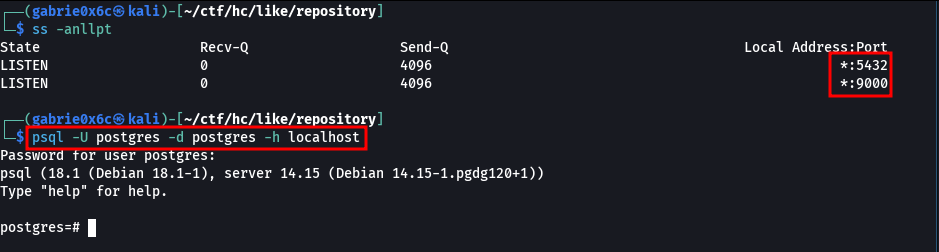 ┌──(gabrie0x6c㉿kali)-[~/ctf/hc/like/repository]
└─$ ss -anllpt
State Recv-Q Send-Q Local Address:Port
LISTEN 0 4096 *:5432
LISTEN 0 4096 *:9000
┌──(gabrie0x6c㉿kali)-[~/ctf/hc/like/repository]
└─$ psql -U postgres -d postgres -h localhost
Password for user postgres:
psql (18.1 (Debian 18.1-1), server 14.15 (Debian 14.15-1.pgdg120+1))
Type "help" for help.
postgres=#